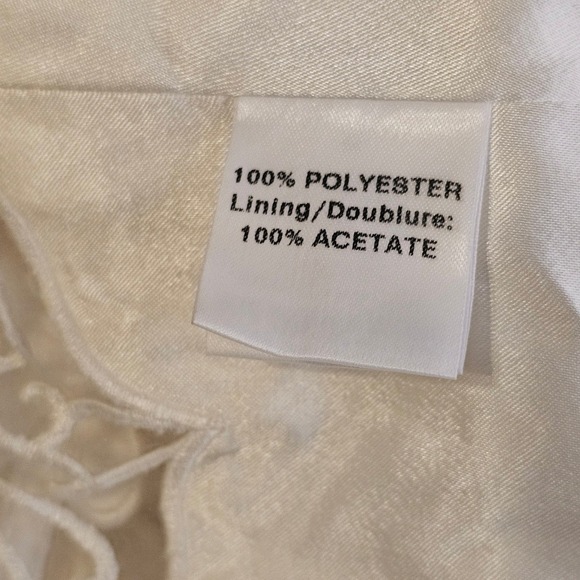 100% POLYESTER
Lining/Doublure:
100% ACETATE